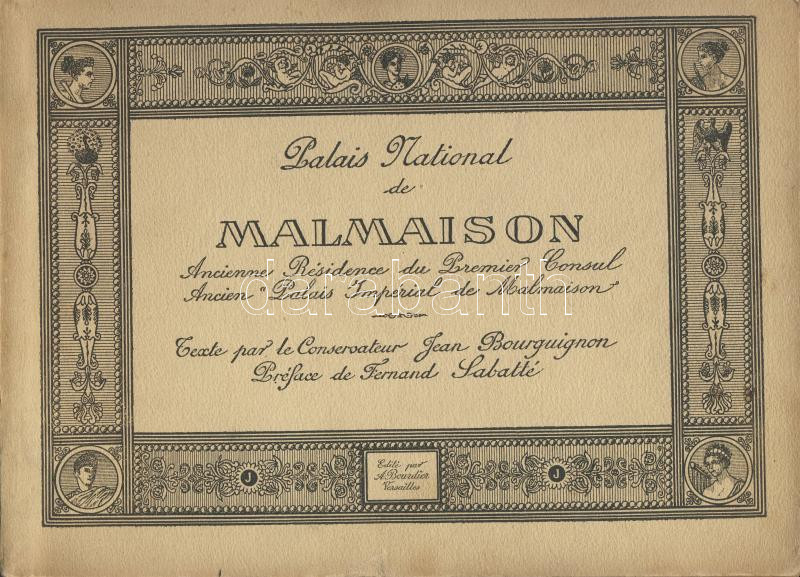 Palais National
de
MALMAISON
Ancienne Résidence du Premier Consul
Ancien "Palais Impérial de Malmaison"
Texte par le Conservateur Jean Bourguignon
Préface de Fernand Sabatté
J
Edité par
A. Bourdier
Versailles
J
darabanth